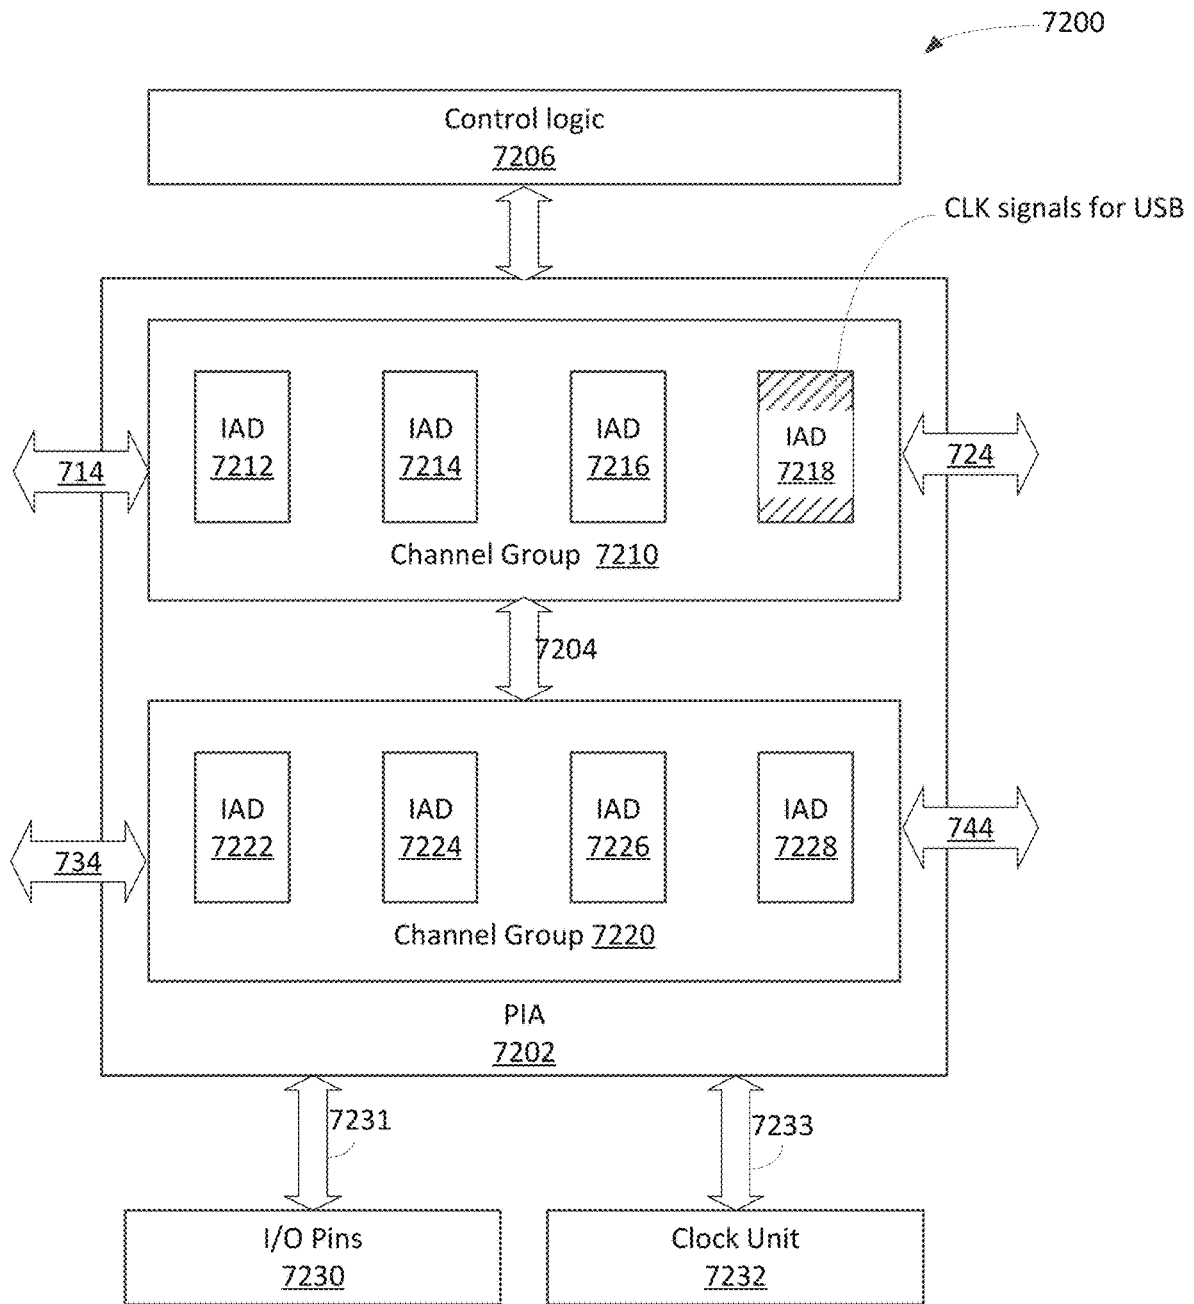 7200
Control logic
7206
CLK signals for USB
IAD
7212
IAD
7214
IAD
7216
IAD
7218
714
724
Channel Group 7210
7204
IAD
7222
IAD
7224
IAD
7226
IAD
7228
734
744
Channel Group 7220
PIA
7202
7231
7233
I/O Pins
7230
Clock Unit
7232